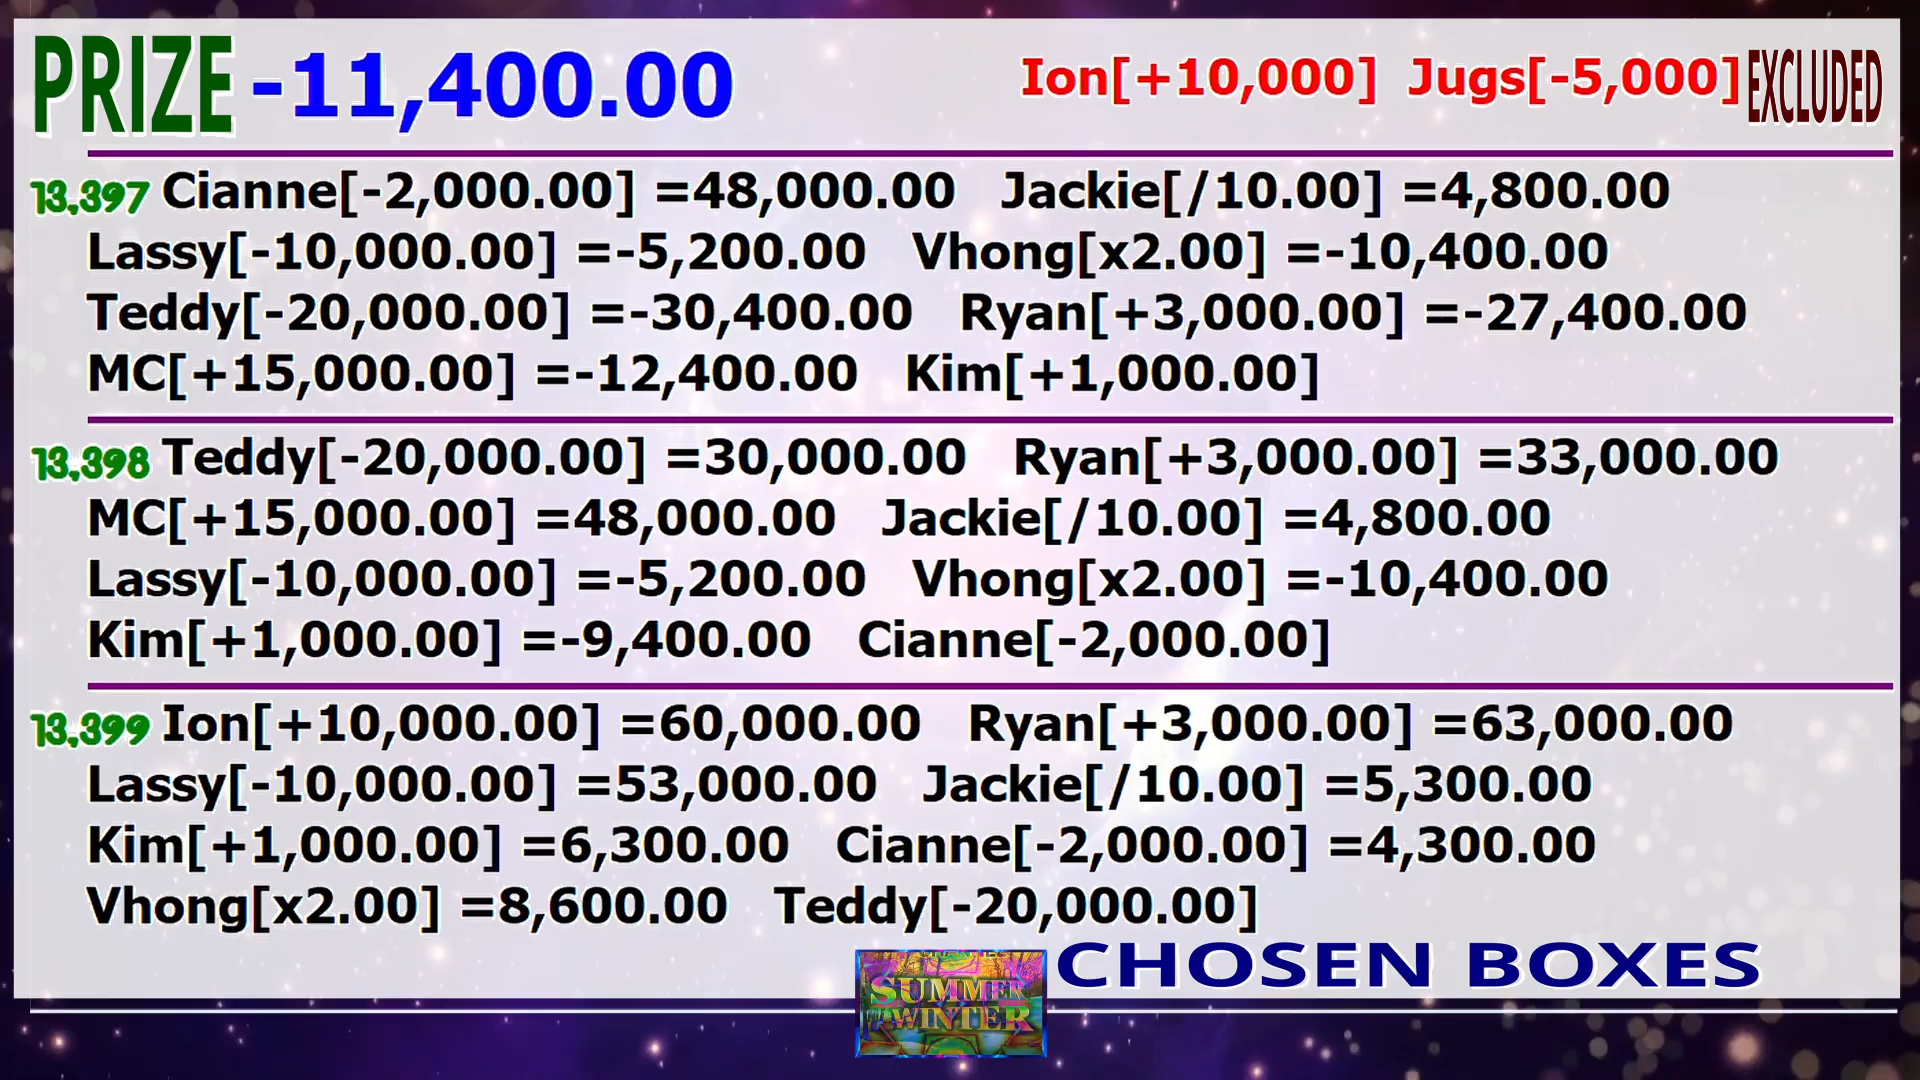 PRIZE -11,400.00 Ion[+10,000] Jugs[-5,000] EXCLUDED
13,397 Cianne[-2,000.00] =48,000.00 Jackie[/10.00] =4,800.00
Lassy[-10,000.00] =-5,200.00 Vhong[x2.00] =-10,400.00
Teddy[-20,000.00] =-30,400.00 Ryan[+3,000.00] =-27,400.00
MC[+15,000.00] =-12,400.00 Kim[+1,000.00]
13,398 Teddy[-20,000.00] =30,000.00 Ryan[+3,000.00] =33,000.00
MC[+15,000.00] =48,000.00 Jackie[/10.00] =4,800.00
Lassy[-10,000.00] =-5,200.00 Vhong[x2.00] =-10,400.00
Kim[+1,000.00] =-9,400.00 Cianne[-2,000.00]
13,399 Ion[+10,000.00] =60,000.00 Ryan[+3,000.00] =63,000.00
Lassy[-10,000.00] =53,000.00 Jackie[/10.00] =5,300.00
Kim[+1,000.00] =6,300.00 Cianne[-2,000.00] =4,300.00
Vhong[x2.00] =8,600.00 Teddy[-20,000.00]
CHOSEN BOXES
SUMMER
WINTER